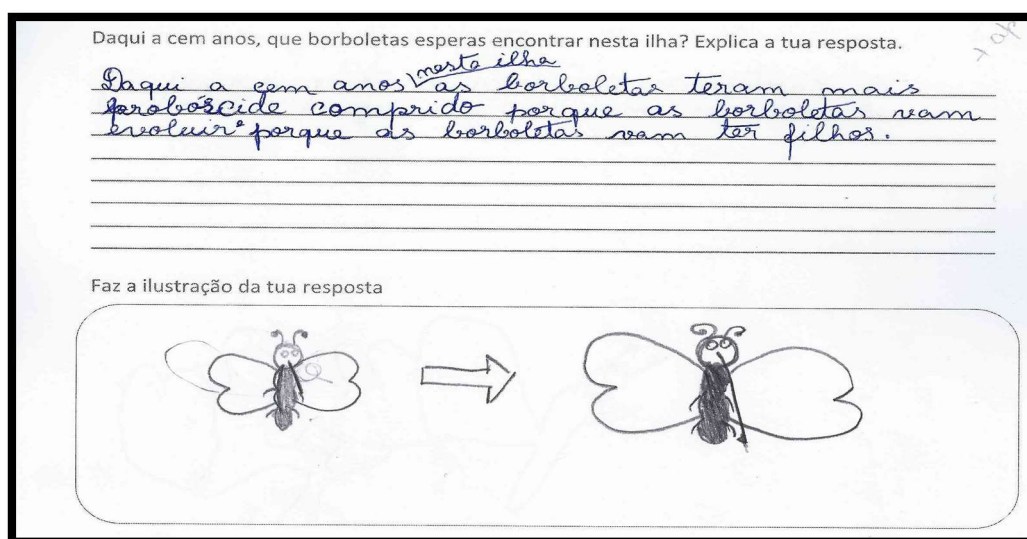 Daqui a cem anos, que borboletas esperas encontrar nesta ilha? Explica a tua resposta.
Daqui a cem anos nesta ilha as borboletas teram mais
probóscide comprido porque as borboletas vam
evoluir porque as borboletas vam ter filhos.
Faz a ilustração da tua resposta